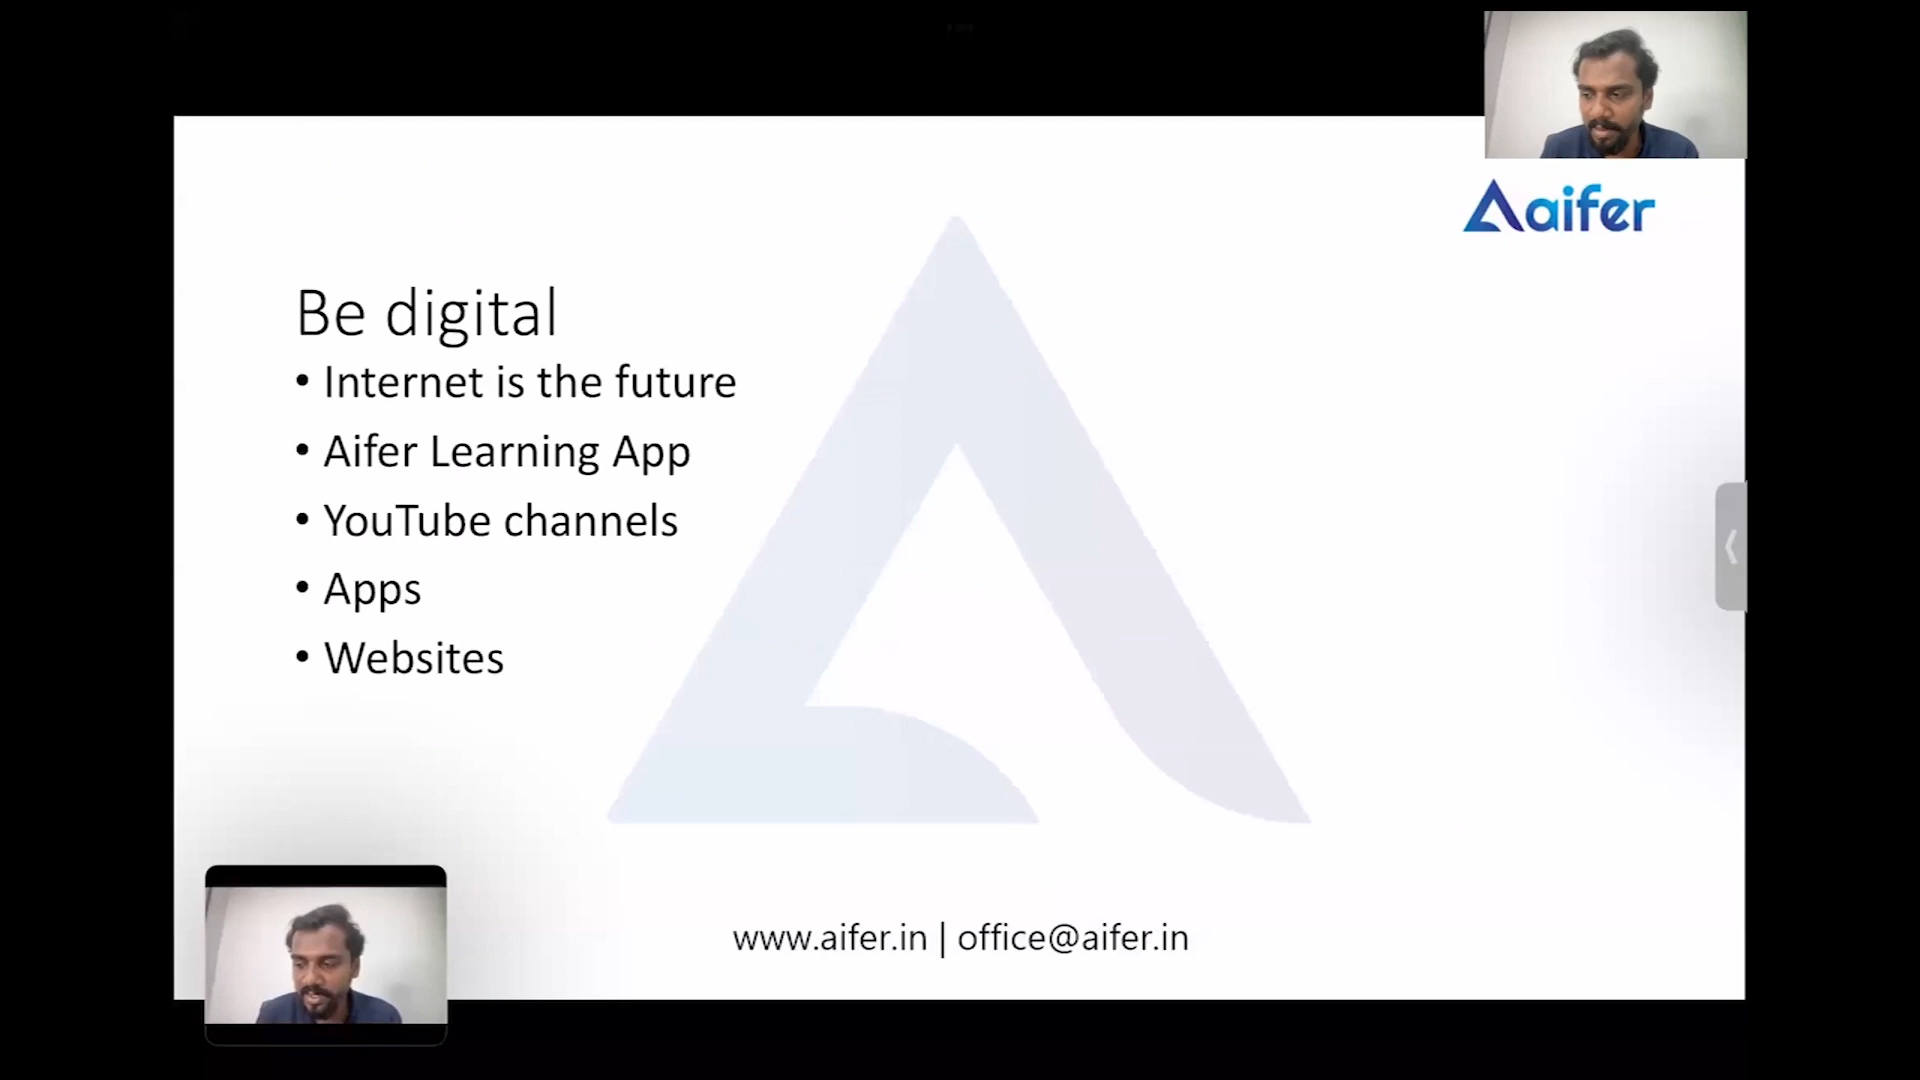 aifer
Be digital
• Internet is the future
• Aifer Learning App
• YouTube channels
• Apps
• Websites
www.aifer.in | office@aifer.in